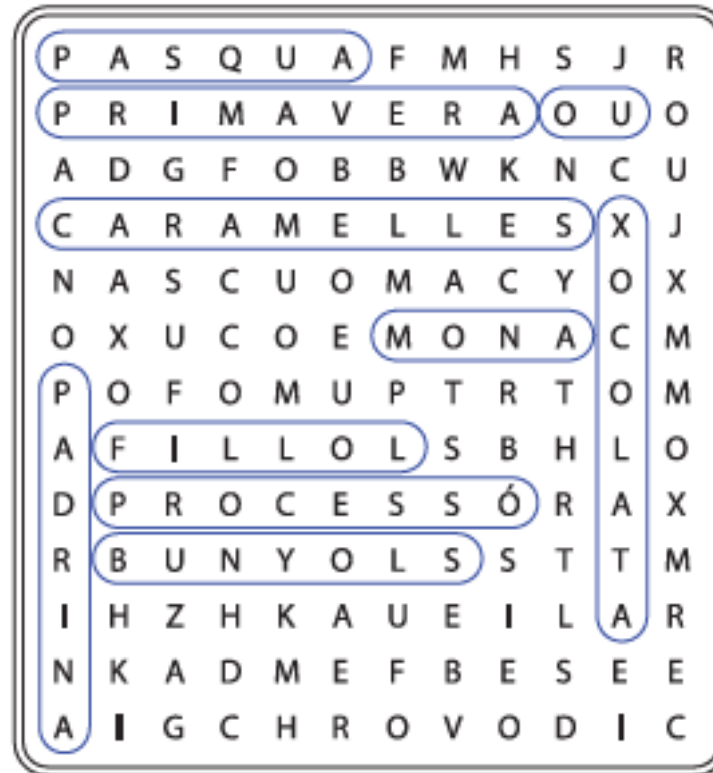 P A S Q U A F M H S J R
P R I M A V E R A O U O
A D G F O B B W K N C U
C A R A M E L L E S X J
N A S C U O M A C Y O X
O X U C O E M O N A C M
P O F O M U P T R T O M
A F I L L O L S B H L O
D P R O C E S S Ó R A X
R B U N Y O L S S T T M
I H Z H K A U E I L A R
N K A D M E F B E S E E
A I G C H R O V O D I C